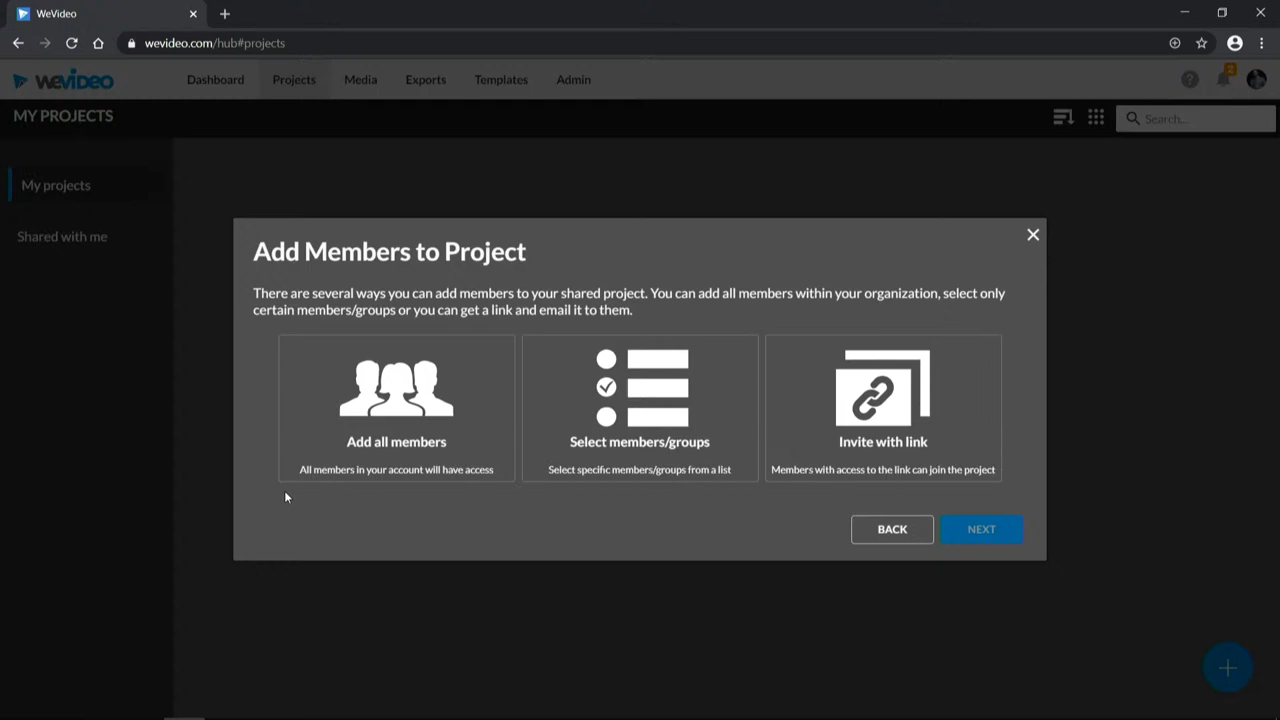 WeVideo
wevideo.com/hub#projects
WEVIDEO
Dashboard
Projects
Media
Exports
Templates
Admin
2
MY PROJECTS
Search...
My projects
Shared with me
Add Members to Project
There are several ways you can add members to your shared project. You can add all members within your organization, select only
certain members/groups or you can get a link and email it to them.
Add all members
All members in your account will have access
Select members/groups
Select specific members/groups from a list
Invite with link
Members with access to the link can join the project
BACK
NEXT